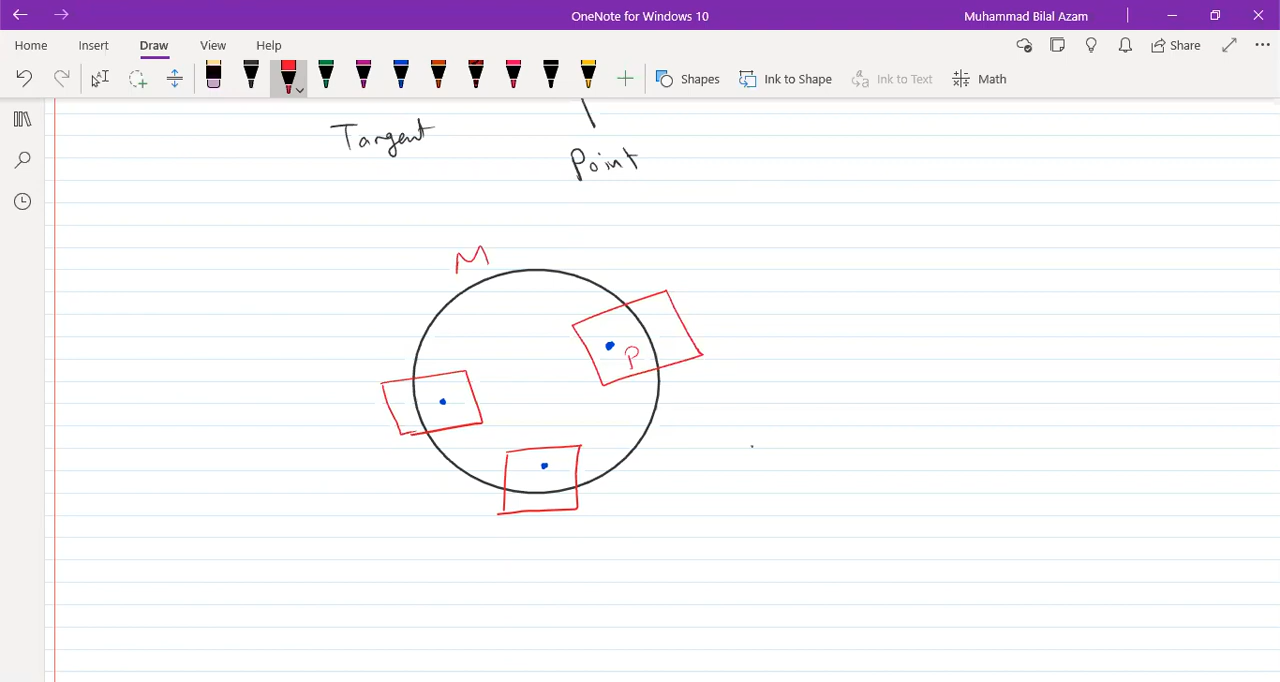 OneNote for Windows 10
Muhammad Bilal Azam
Home Insert Draw View Help
Share
Shapes Ink to Shape Ink to Text Math
Tangent
Point
M
P